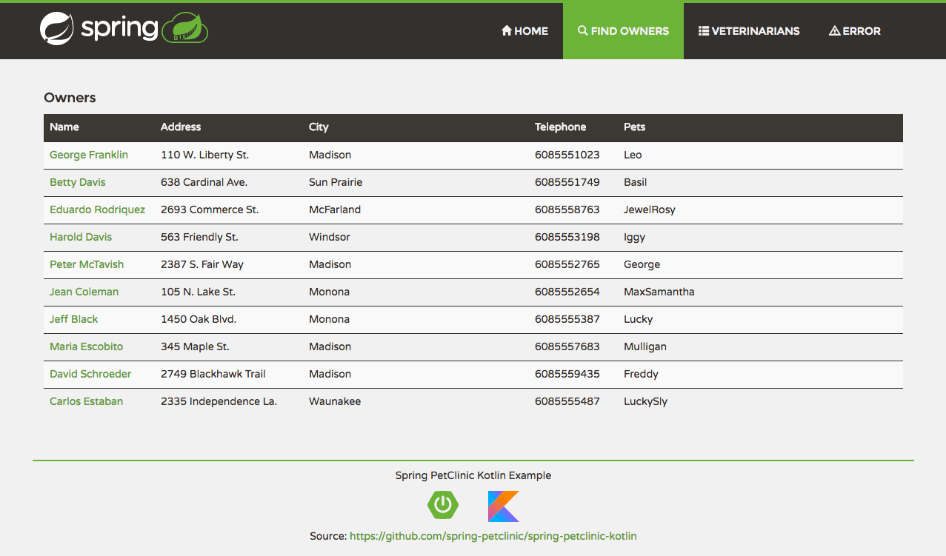 spring
HOME FIND OWNERS VETERINARIANS ERROR
Owners
Name Address City Telephone Pets
George Franklin 110 W. Liberty St. Madison 6085551023 Leo
Betty Davis 638 Cardinal Ave. Sun Prairie 6085551749 Basil
Eduardo Rodriquez 2693 Commerce St. McFarland 6085558763 JewelRosy
Harold Davis 563 Friendly St. Windsor 6085553198 Iggy
Peter McTavish 2387 S. Fair Way Madison 6085552765 George
Jean Coleman 105 N. Lake St. Monona 6085552654 MaxSamantha
Jeff Black 1450 Oak Blvd. Monona 6085555387 Lucky
Maria Escobito 345 Maple St. Madison 6085557683 Mulligan
David Schroeder 2749 Blackhawk Trail Madison 6085559435 Freddy
Carlos Estaban 2335 Independence La. Waunakee 6085555487 LuckySly
Spring PetClinic Kotlin Example
Source: https://github.com/spring-petclinic/spring-petclinic-kotlin